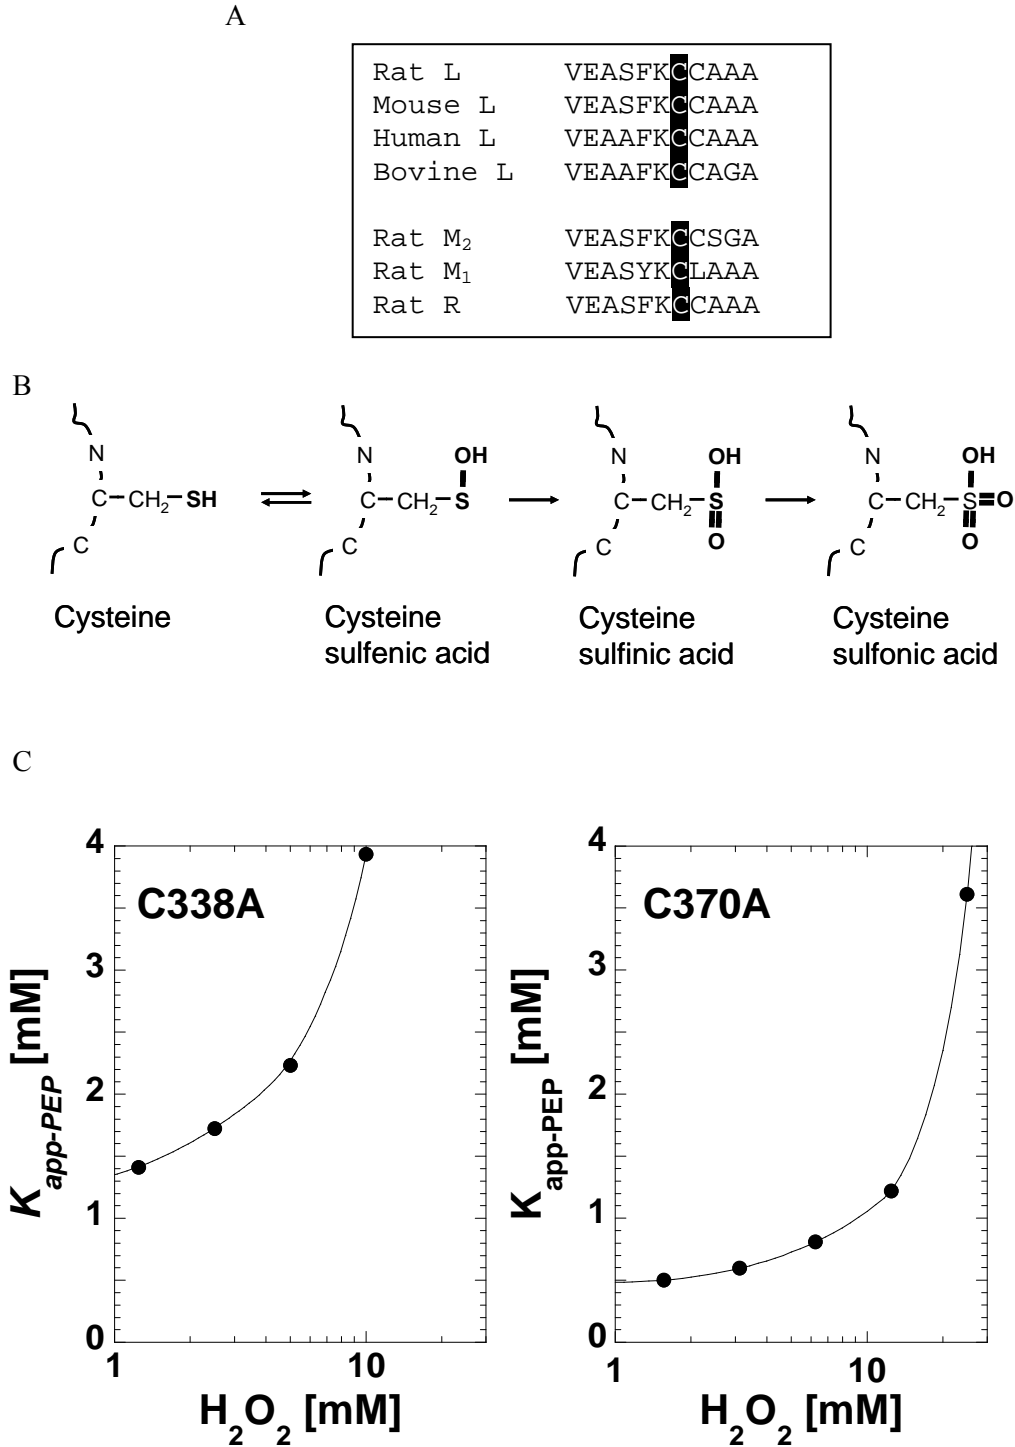 A
Rat L VEASFKCCAAA
Mouse L VEASFKCCAAA
Human L VEAAFKCCAAA
Bovine L VEAAFKCCAGA
Rat M₂ VEASFKCCSGA
Rat M₁ VEASYKCLAAA
Rat R VEASFKCCAAA
B
N
C-CH₂-SH
C
Cysteine
N
OH
C-CH₂-S
C
Cysteine
sulfenic acid
N
OH
C-CH₂-S
O
C
Cysteine
sulfinic acid
N
OH
C-CH₂-S=O
O
C
Cysteine
sulfonic acid
C
C338A
K app-PEP [mM]
4
3
2
1
0
1 10
H₂O₂ [mM]
C370A
K app-PEP [mM]
4
3
2
1
0
1 10
H₂O₂ [mM]